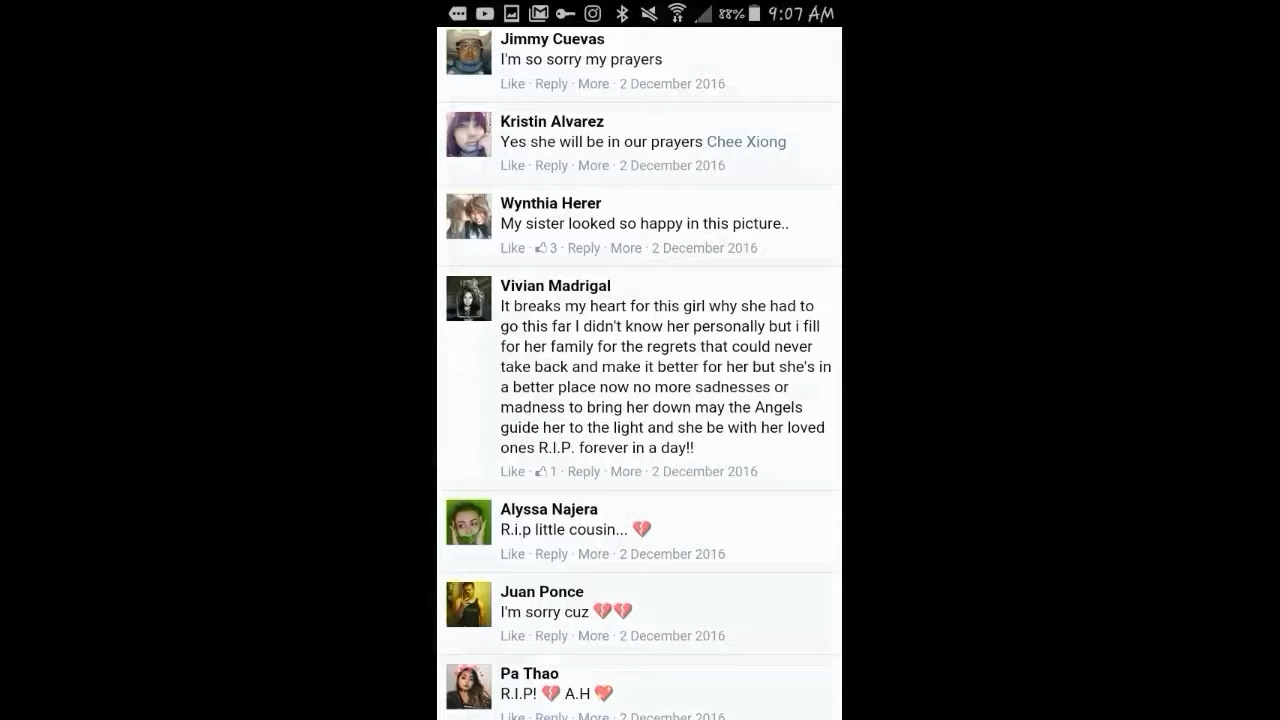 88% 9:07 AM
Jimmy Cuevas
I'm so sorry my prayers
Like · Reply · More · 2 December 2016
Kristin Alvarez
Yes she will be in our prayers Chee Xiong
Like · Reply · More · 2 December 2016
Wynthia Herer
My sister looked so happy in this picture..
Like · 3 · Reply · More · 2 December 2016
Vivian Madrigal
It breaks my heart for this girl why she had to
go this far I didn't know her personally but i fill
for her family for the regrets that could never
take back and make it better for her but she's in
a better place now no more sadnesses or
madness to bring her down may the Angels
guide her to the light and she be with her loved
ones R.I.P. forever in a day!!
Like · 1 · Reply · More · 2 December 2016
Alyssa Najera
R.i.p little cousin... 💔
Like · Reply · More · 2 December 2016
Juan Ponce
I'm sorry cuz 💔💔
Like · Reply · More · 2 December 2016
Pa Thao
R.I.P! 💔 A.H ❤
Like · Reply · More · 2 December 2016